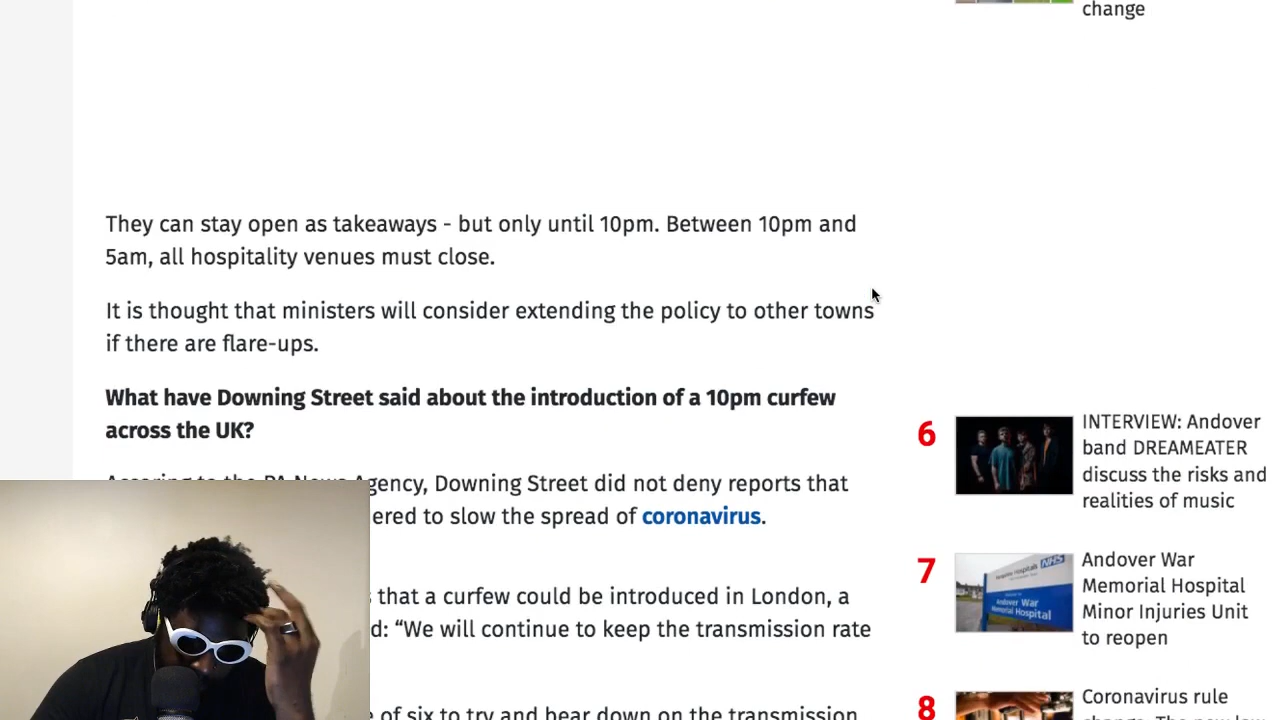 change
They can stay open as takeaways - but only until 10pm. Between 10pm and
5am, all hospitality venues must close.
It is thought that ministers will consider extending the policy to other towns
if there are flare-ups.
What have Downing Street said about the introduction of a 10pm curfew
across the UK?
Agency, Downing Street did not deny reports that
ered to slow the spread of coronavirus.
that a curfew could be introduced in London, a
d: “We will continue to keep the transmission rate
e of six to try and bear down on the transmission
6
INTERVIEW: Andover
band DREAMEATER
discuss the risks and
realities of music
7
NHS
Andover War
Memorial Hospital
Andover War
Memorial Hospital
Minor Injuries Unit
to reopen
8
Coronavirus rule